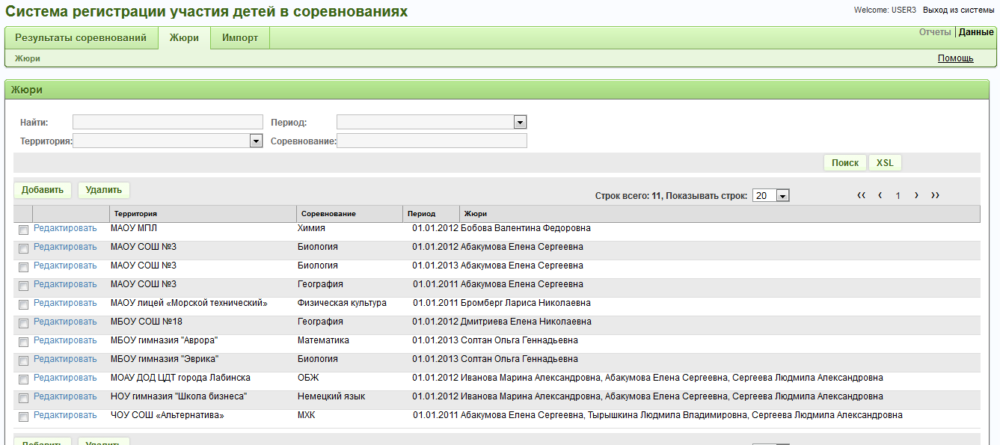 Система регистрации участия детей в соревнованиях
Welcome: USER3 Выход из системы
Результаты соревнований Жюри Импорт
Отчеты Данные
Жюри Помощь
Жюри
Найти: Период:
Территория: Соревнование:
Поиск XSL
Добавить Удалить Строк всего: 11, Показывать строк: 20 ‹‹ ‹ 1 › ››
Территория Соревнование Период Жюри
Редактировать МАОУ МПЛ Химия 01.01.2012 Бобова Валентина Федоровна
Редактировать МАОУ СОШ №3 Биология 01.01.2012 Абакумова Елена Сергеевна
Редактировать МАОУ СОШ №3 Биология 01.01.2013 Абакумова Елена Сергеевна
Редактировать МАОУ СОШ №3 География 01.01.2011 Абакумова Елена Сергеевна
Редактировать МАОУ лицей «Морской технический» Физическая культура 01.01.2011 Бромберг Лариса Николаевна
Редактировать МБОУ СОШ №18 География 01.01.2012 Дмитриева Елена Николаевна
Редактировать МБОУ гимназия "Аврора" Математика 01.01.2013 Солтан Ольга Геннадьевна
Редактировать МБОУ гимназия "Эврика" Биология 01.01.2013 Солтан Ольга Геннадьевна
Редактировать МОАУ ДОД ЦДТ города Лабинска ОБЖ 01.01.2012 Иванова Марина Александровна, Абакумова Елена Сергеевна, Сергеева Людмила Александровна
Редактировать НОУ гимназия "Школа бизнеса" Немецкий язык 01.01.2012 Иванова Марина Александровна, Абакумова Елена Сергеевна, Сергеева Людмила Александровна
Редактировать ЧОУ СОШ «Альтернатива» МХК 01.01.2011 Абакумова Елена Сергеевна, Тырышкина Людмила Владимировна, Сергеева Людмила Александровна
Добавить Удалить